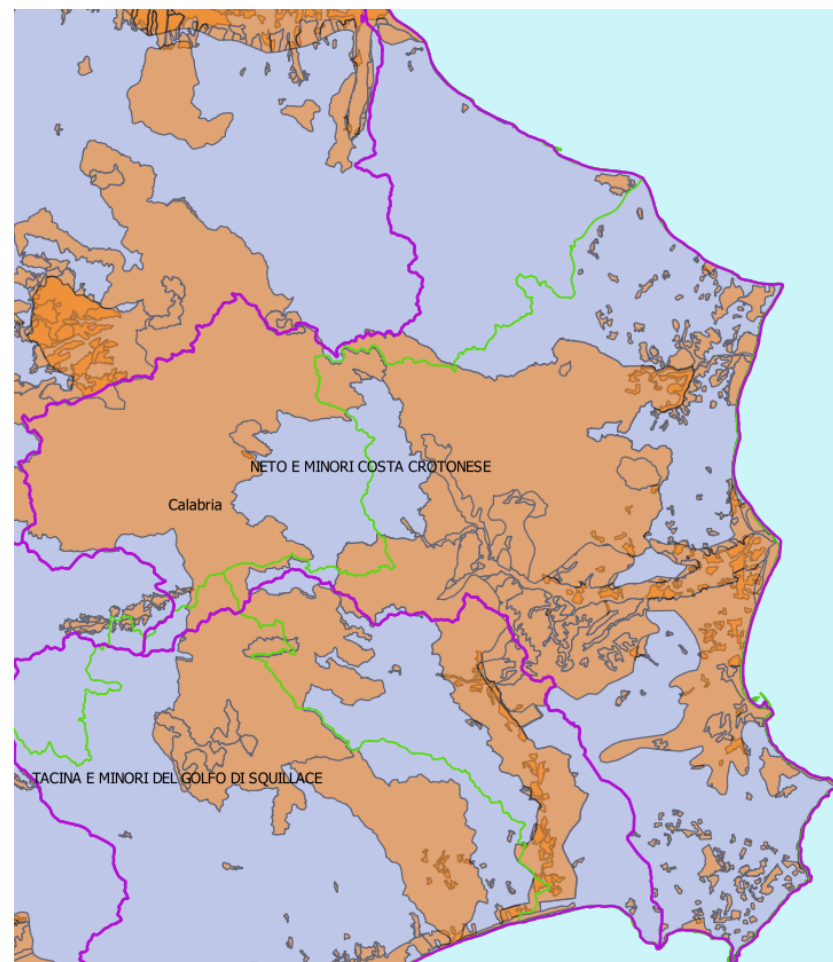 NETO E MINORI COSTA CROTONESE
Calabria
TACINA E MINORI DEL GOLFO DI SQUILLACE